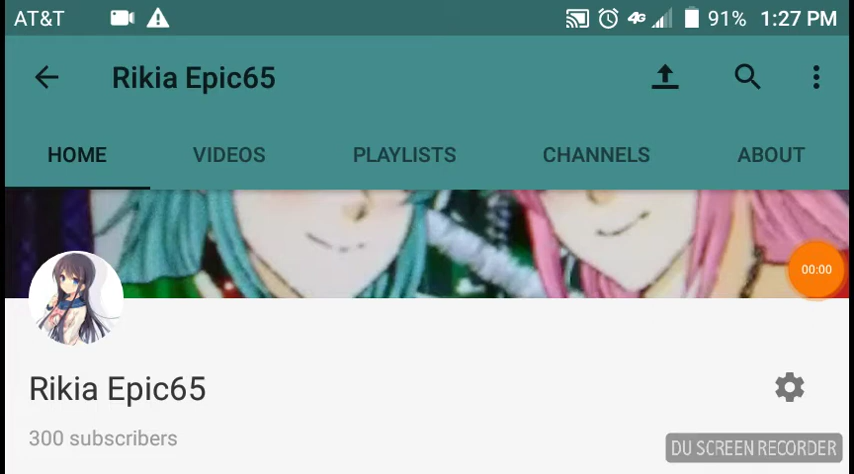 AT&T 4G 91% 1:27 PM
Rikia Epic65
HOME VIDEOS PLAYLISTS CHANNELS ABOUT
00:00
Rikia Epic65
300 subscribers
DU SCREEN RECORDER